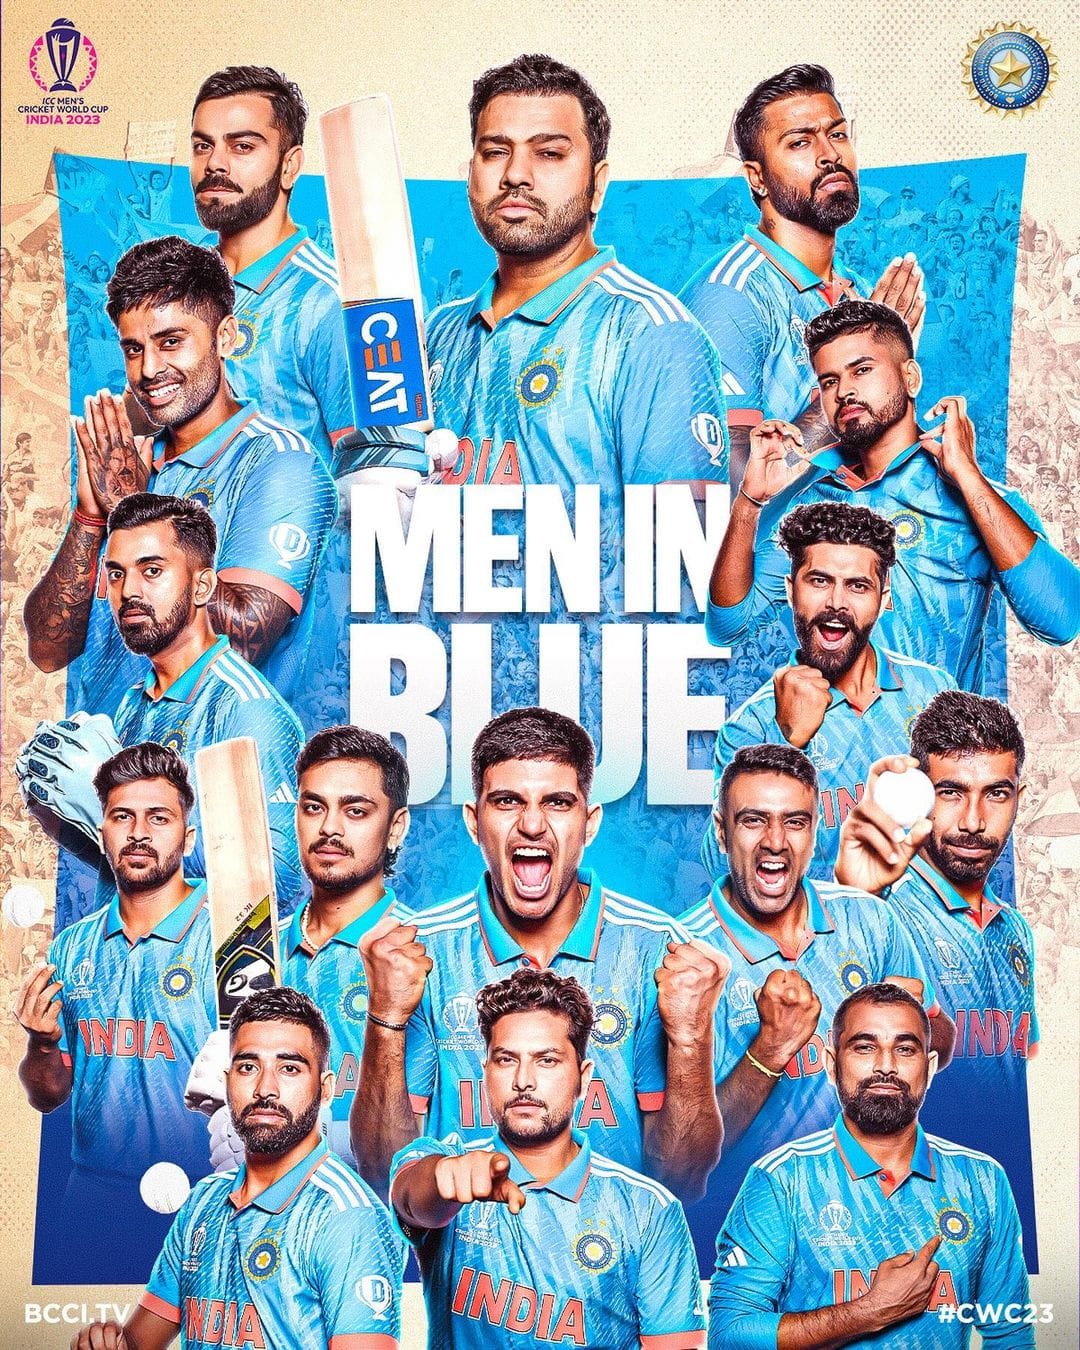 ICC MEN'S
CRICKET WORLD CUP
INDIA 2023
CEAT
MEN IN
BLUE
INDIA
INDIA
INDIA
INDIA
INDIA
BCCI.TV
#CWC23